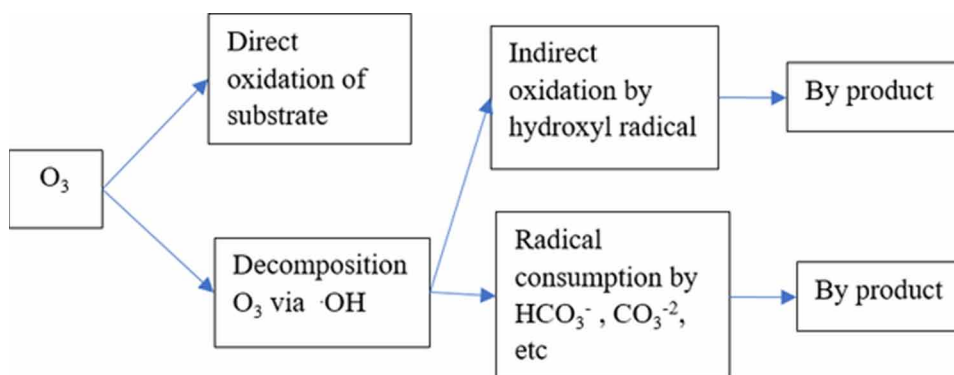 O₃
Direct
oxidation of
substrate
Decomposition
O₃ via ·OH
Indirect
oxidation by
hydroxyl radical
By product
Radical
consumption by
HCO₃⁻ , CO₃⁻²,
etc
By product